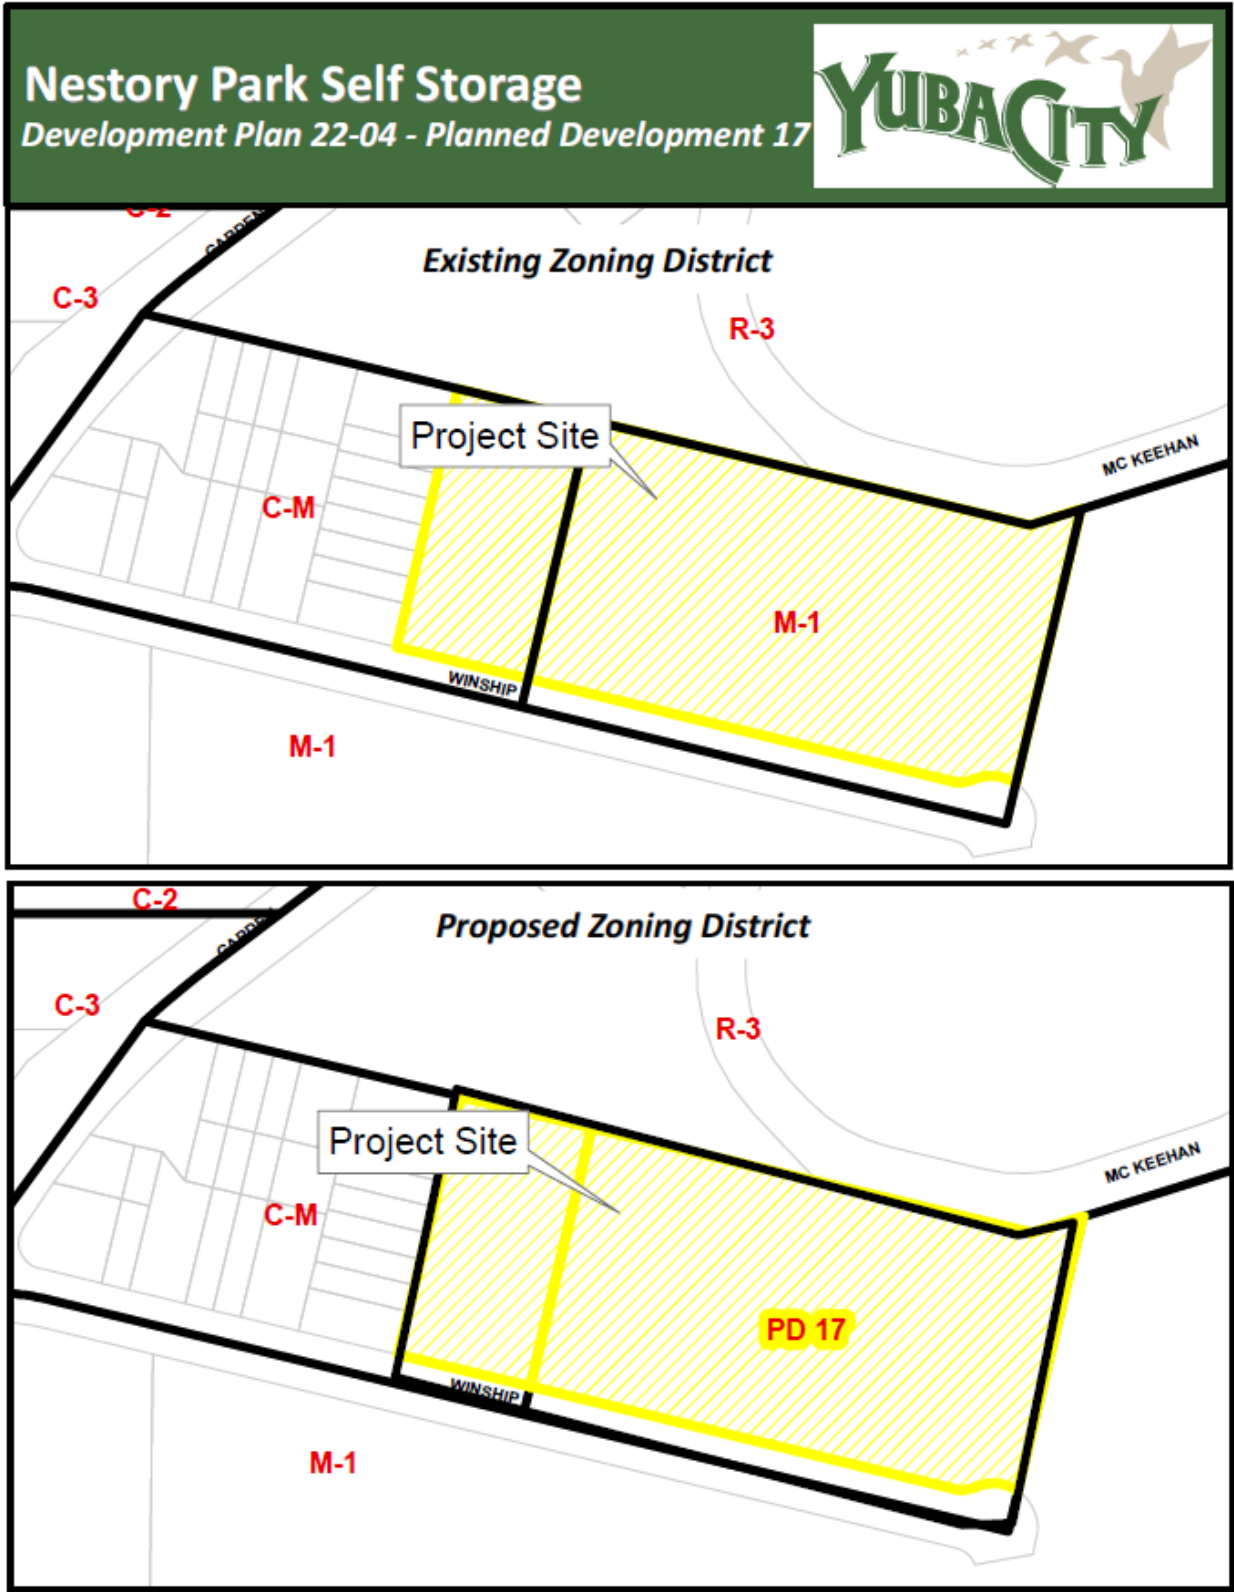 Nestory Park Self Storage
Development Plan 22-04 - Planned Development 17
YUBA CITY
C-2
Existing Zoning District
C-3
R-3
Project Site
MC KEEHAN
C-M
M-1
WINSHIP
M-1
C-2
Proposed Zoning District
C-3
R-3
Project Site
MC KEEHAN
C-M
PD 17
WINSHIP
M-1